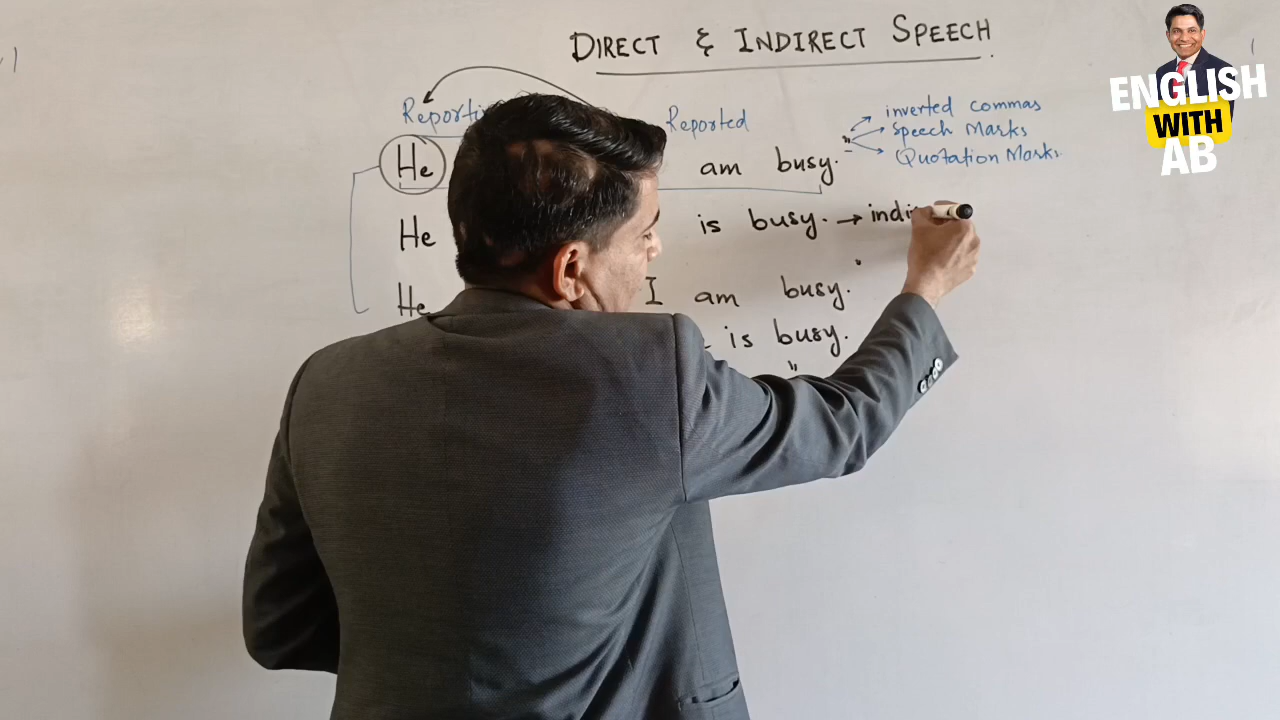 DIRECT & INDIRECT SPEECH
ENGLISH
WITH
AB
Reported
inverted commas
Speech Marks
Quotation Marks
He am busy."
He is busy. → indi
He I am busy.
is busy.
"